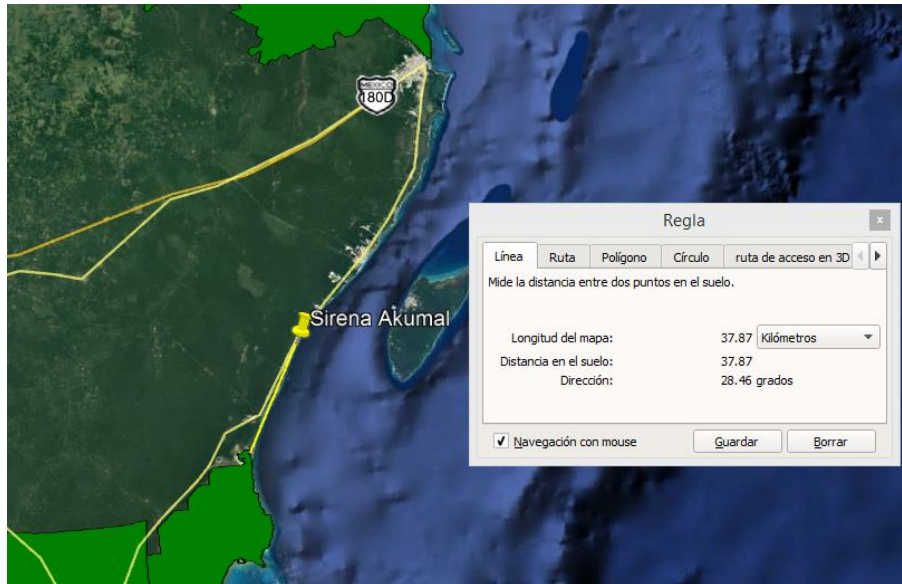 MEXICO
180D
Sirena Akumal
Regla
x
Línea Ruta Polígono Círculo ruta de acceso en 3D
Mide la distancia entre dos puntos en el suelo.
Longitud del mapa: 37.87 Kilómetros
Distancia en el suelo: 37.87
Dirección: 28.46 grados
Navegación con mouse Guardar Borrar